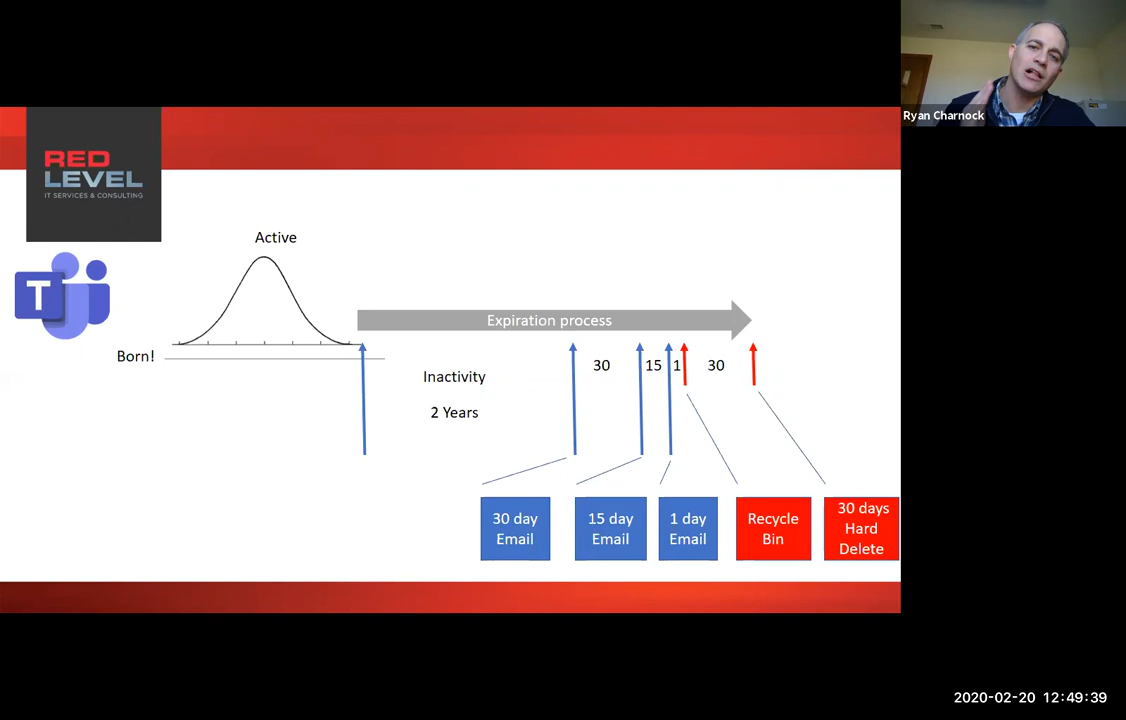 Ryan Charnock
RED
LEVEL
IT SERVICES & CONSULTING
T
Active
Born!
Expiration process
30
15
1
30
Inactivity
2 Years
30 day
Email
15 day
Email
1 day
Email
Recycle
Bin
30 days
Hard
Delete
2020-02-20 12:49:39